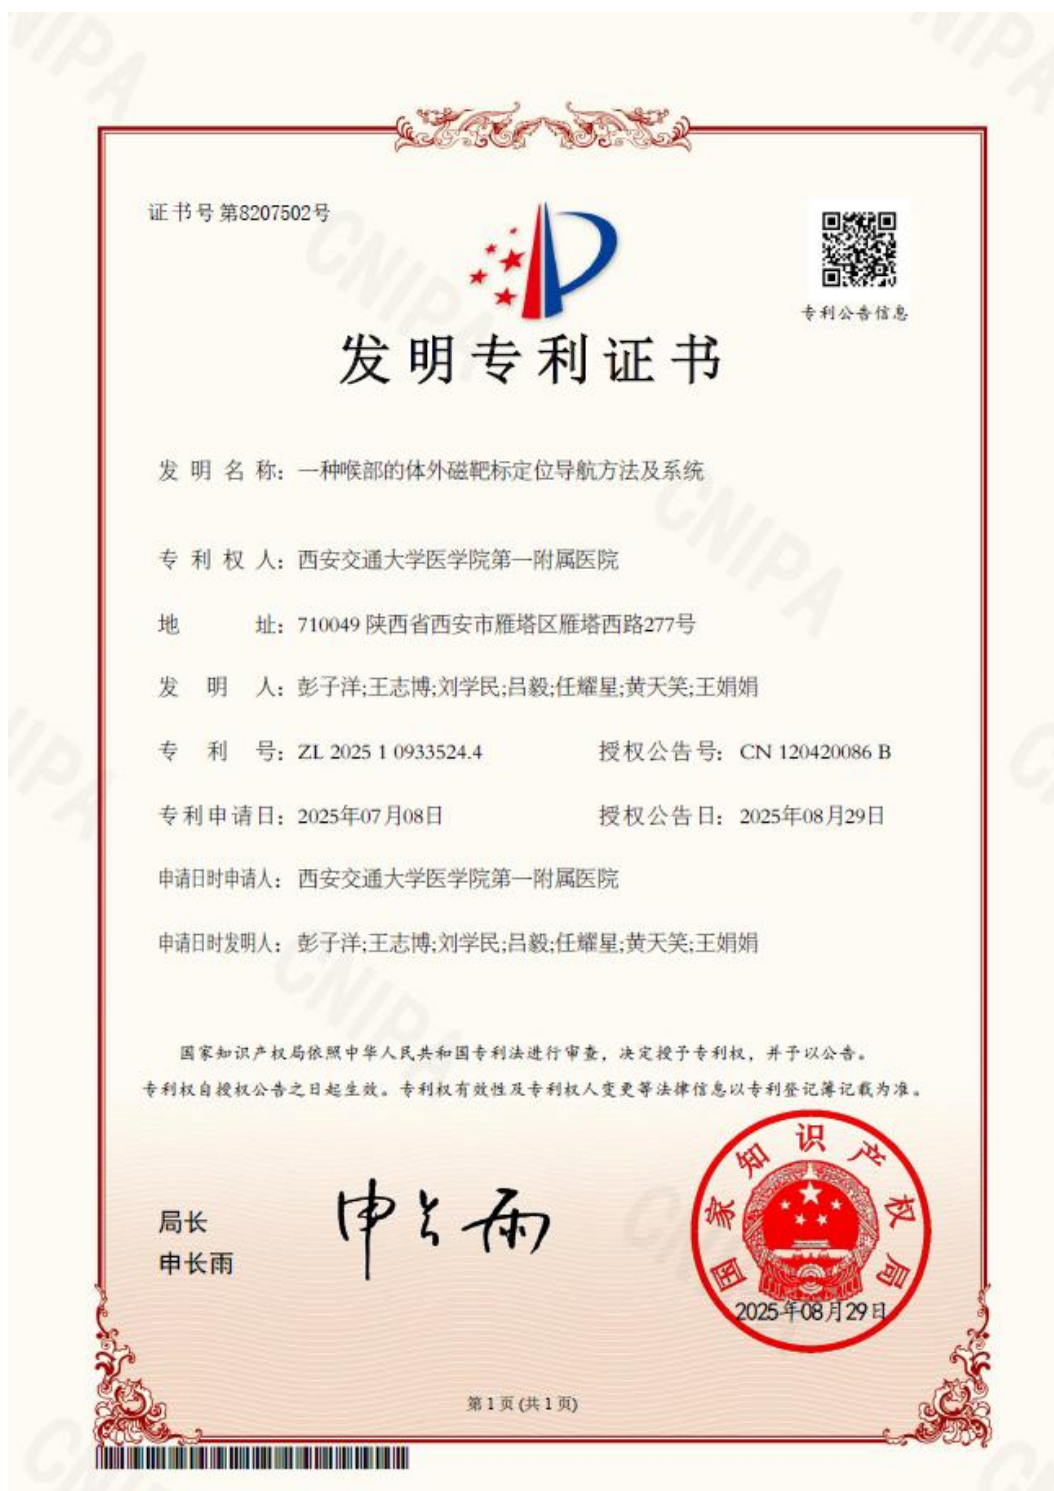 证书号第8207502号
专利公告信息
发明专利证书
发明名称：一种喉部的体外磁靶标定位导航方法及系统
专利权人：西安交通大学医学院第一附属医院
地址：710049 陕西省西安市雁塔区雁塔西路277号
发明人：彭子洋;王志博;刘学民;吕毅;任耀星;黄天笑;王娟娟
专利号：ZL 2025 1 0933524.4 授权公告号：CN 120420086 B
专利申请日：2025年07月08日 授权公告日：2025年08月29日
申请日时申请人：西安交通大学医学院第一附属医院
申请日时发明人：彭子洋;王志博;刘学民;吕毅;任耀星;黄天笑;王娟娟
国家知识产权局依照中华人民共和国专利法进行审查，决定授予专利权，并予以公告。
专利权自授权公告之日起生效。专利权有效性及专利权人变更等法律信息以专利登记簿记载为准。
局长
申长雨
申长雨
国家知识产权局
2025年08月29日
第1页(共1页)
CNIPA